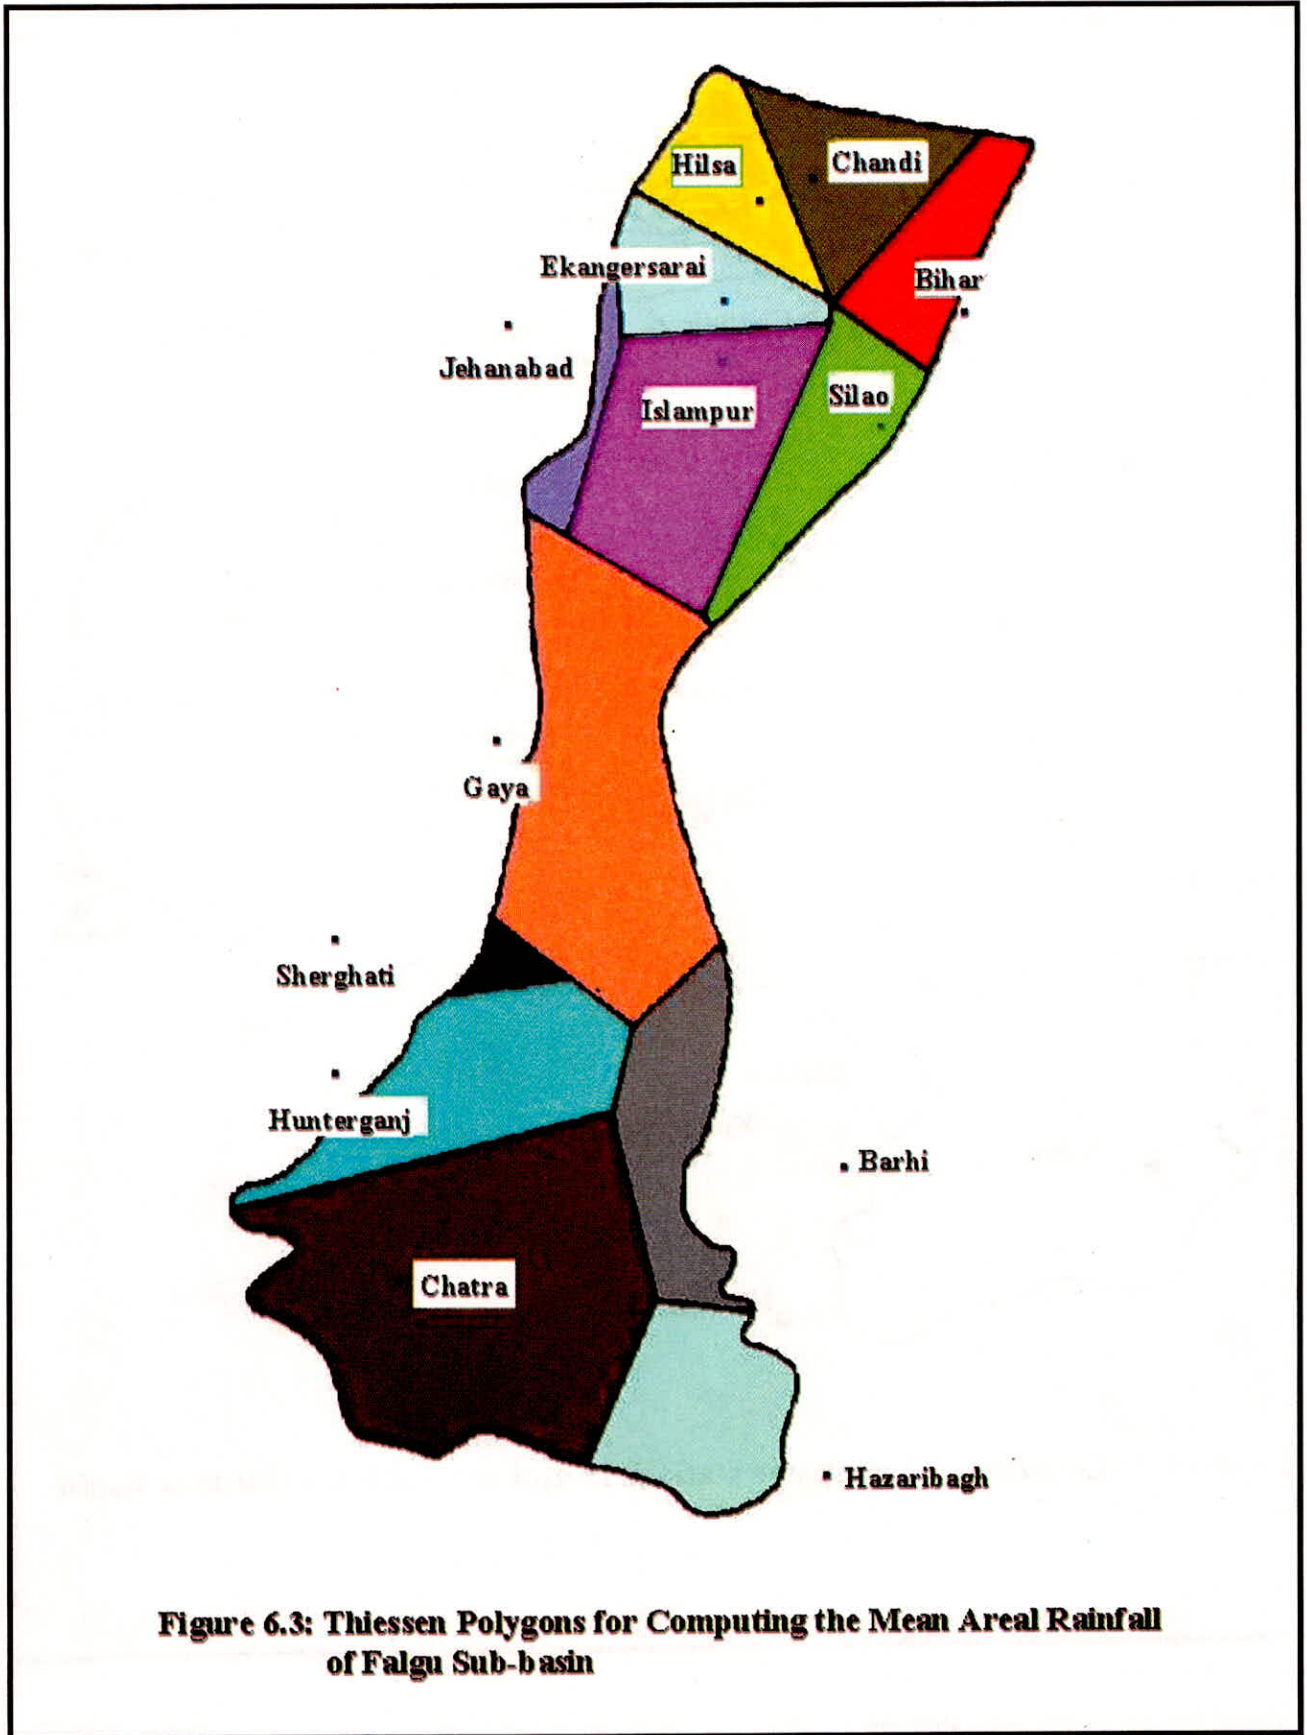 Hilsa
Chandi
Ekangersarai
Bihar
Jehanabad
Silao
Islampur
Gaya
Sherghati
Hunterganj
Barhi
Chatra
Hazaribagh
Figure 6.3: Thiessen Polygons for Computing the Mean Areal Rainfall
of Falgu Sub-basin